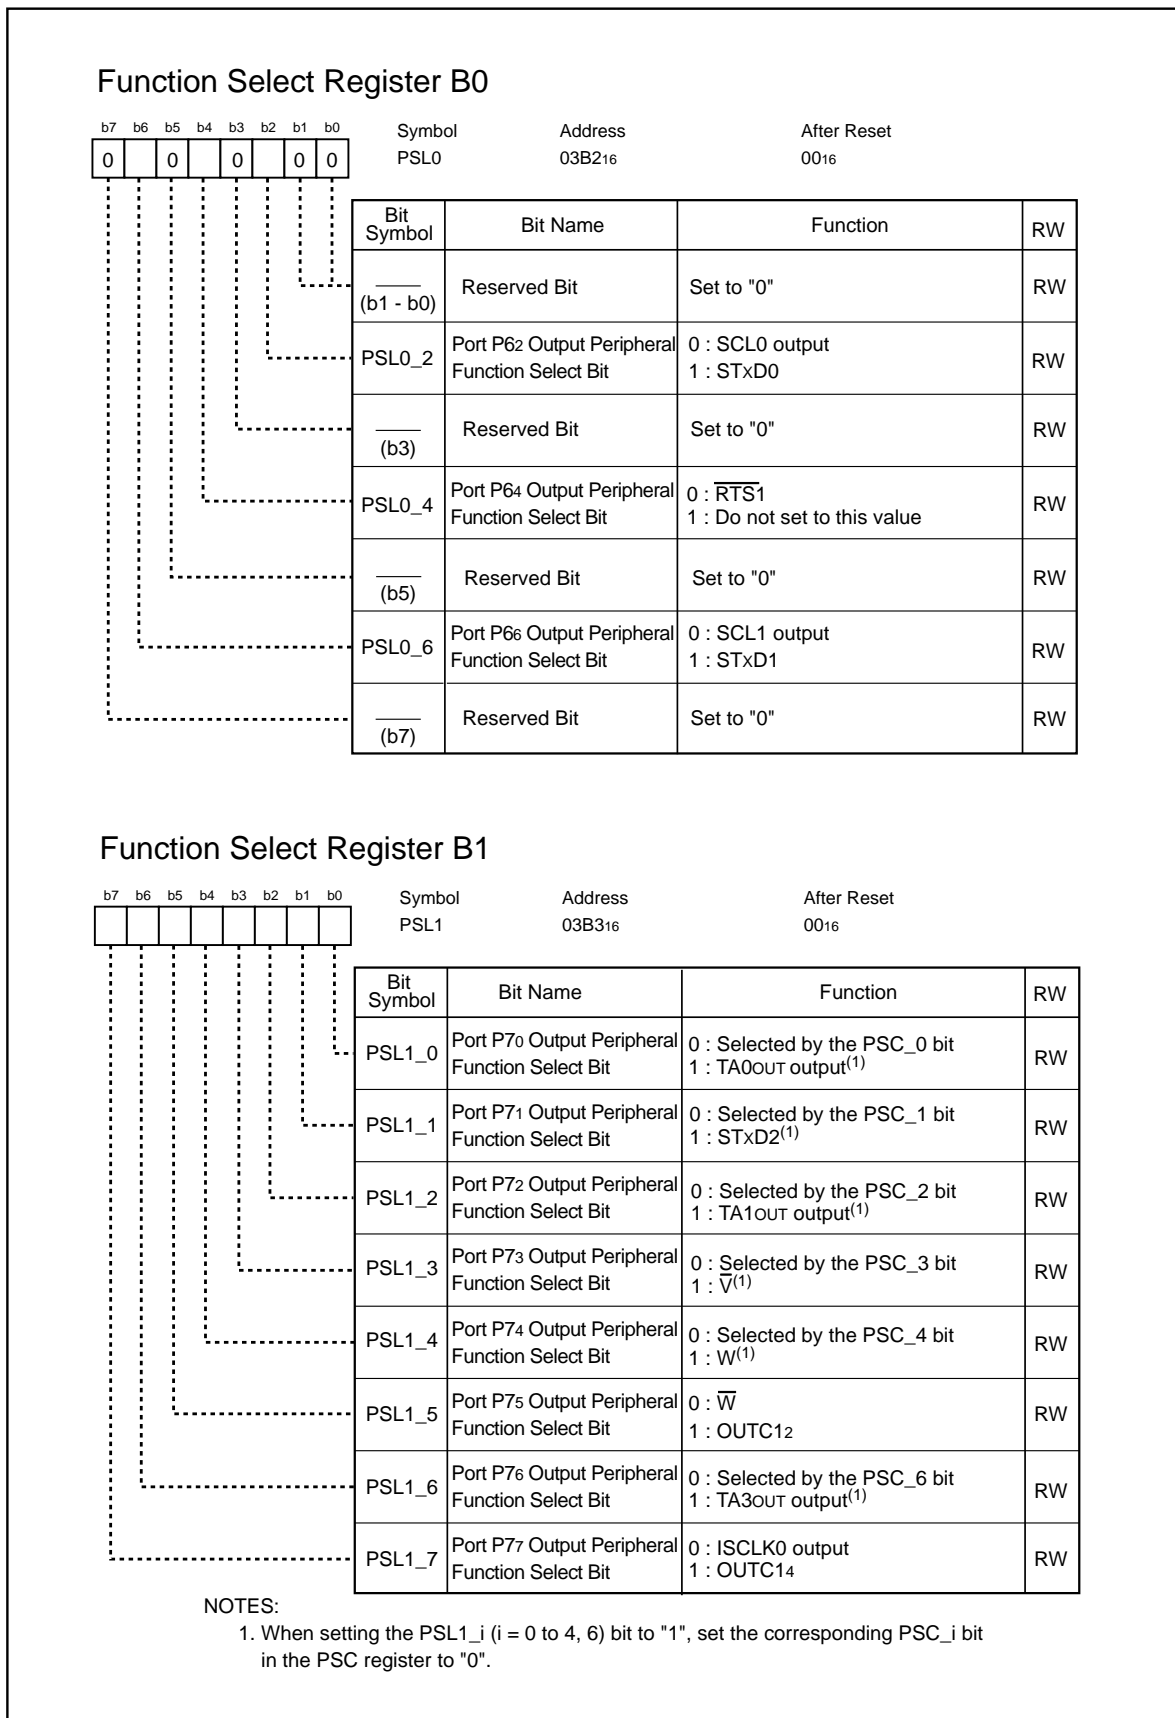 Function Select Register B0
b7 b6 b5 b4 b3 b2 b1 b0
Symbol Address After Reset
0 0 0 0 0
PSL0 03B216 0016
Bit Symbol Bit Name Function RW
(b1 - b0) Reserved Bit Set to "0" RW
PSL0_2 Port P62 Output Peripheral Function Select Bit 0 : SCL0 output RW
1 : STxD0
(b3) Reserved Bit Set to "0" RW
PSL0_4 Port P64 Output Peripheral Function Select Bit 0 : RTS1 RW
1 : Do not set to this value
(b5) Reserved Bit Set to "0" RW
PSL0_6 Port P66 Output Peripheral Function Select Bit 0 : SCL1 output RW
1 : STxD1
(b7) Reserved Bit Set to "0" RW
Function Select Register B1
b7 b6 b5 b4 b3 b2 b1 b0
Symbol Address After Reset
PSL1 03B316 0016
Bit Symbol Bit Name Function RW
PSL1_0 Port P70 Output Peripheral Function Select Bit 0 : Selected by the PSC_0 bit RW
1 : TA0OUT output(1)
PSL1_1 Port P71 Output Peripheral Function Select Bit 0 : Selected by the PSC_1 bit RW
1 : STxD2(1)
PSL1_2 Port P72 Output Peripheral Function Select Bit 0 : Selected by the PSC_2 bit RW
1 : TA1OUT output(1)
PSL1_3 Port P73 Output Peripheral Function Select Bit 0 : Selected by the PSC_3 bit RW
1 : V̅(1)
PSL1_4 Port P74 Output Peripheral Function Select Bit 0 : Selected by the PSC_4 bit RW
1 : W(1)
PSL1_5 Port P75 Output Peripheral Function Select Bit 0 : W̅ RW
1 : OUTC12
PSL1_6 Port P76 Output Peripheral Function Select Bit 0 : Selected by the PSC_6 bit RW
1 : TA3OUT output(1)
PSL1_7 Port P77 Output Peripheral Function Select Bit 0 : ISCLK0 output RW
1 : OUTC14
NOTES:
1. When setting the PSL1_i (i = 0 to 4, 6) bit to "1", set the corresponding PSC_i bit
in the PSC register to "0".